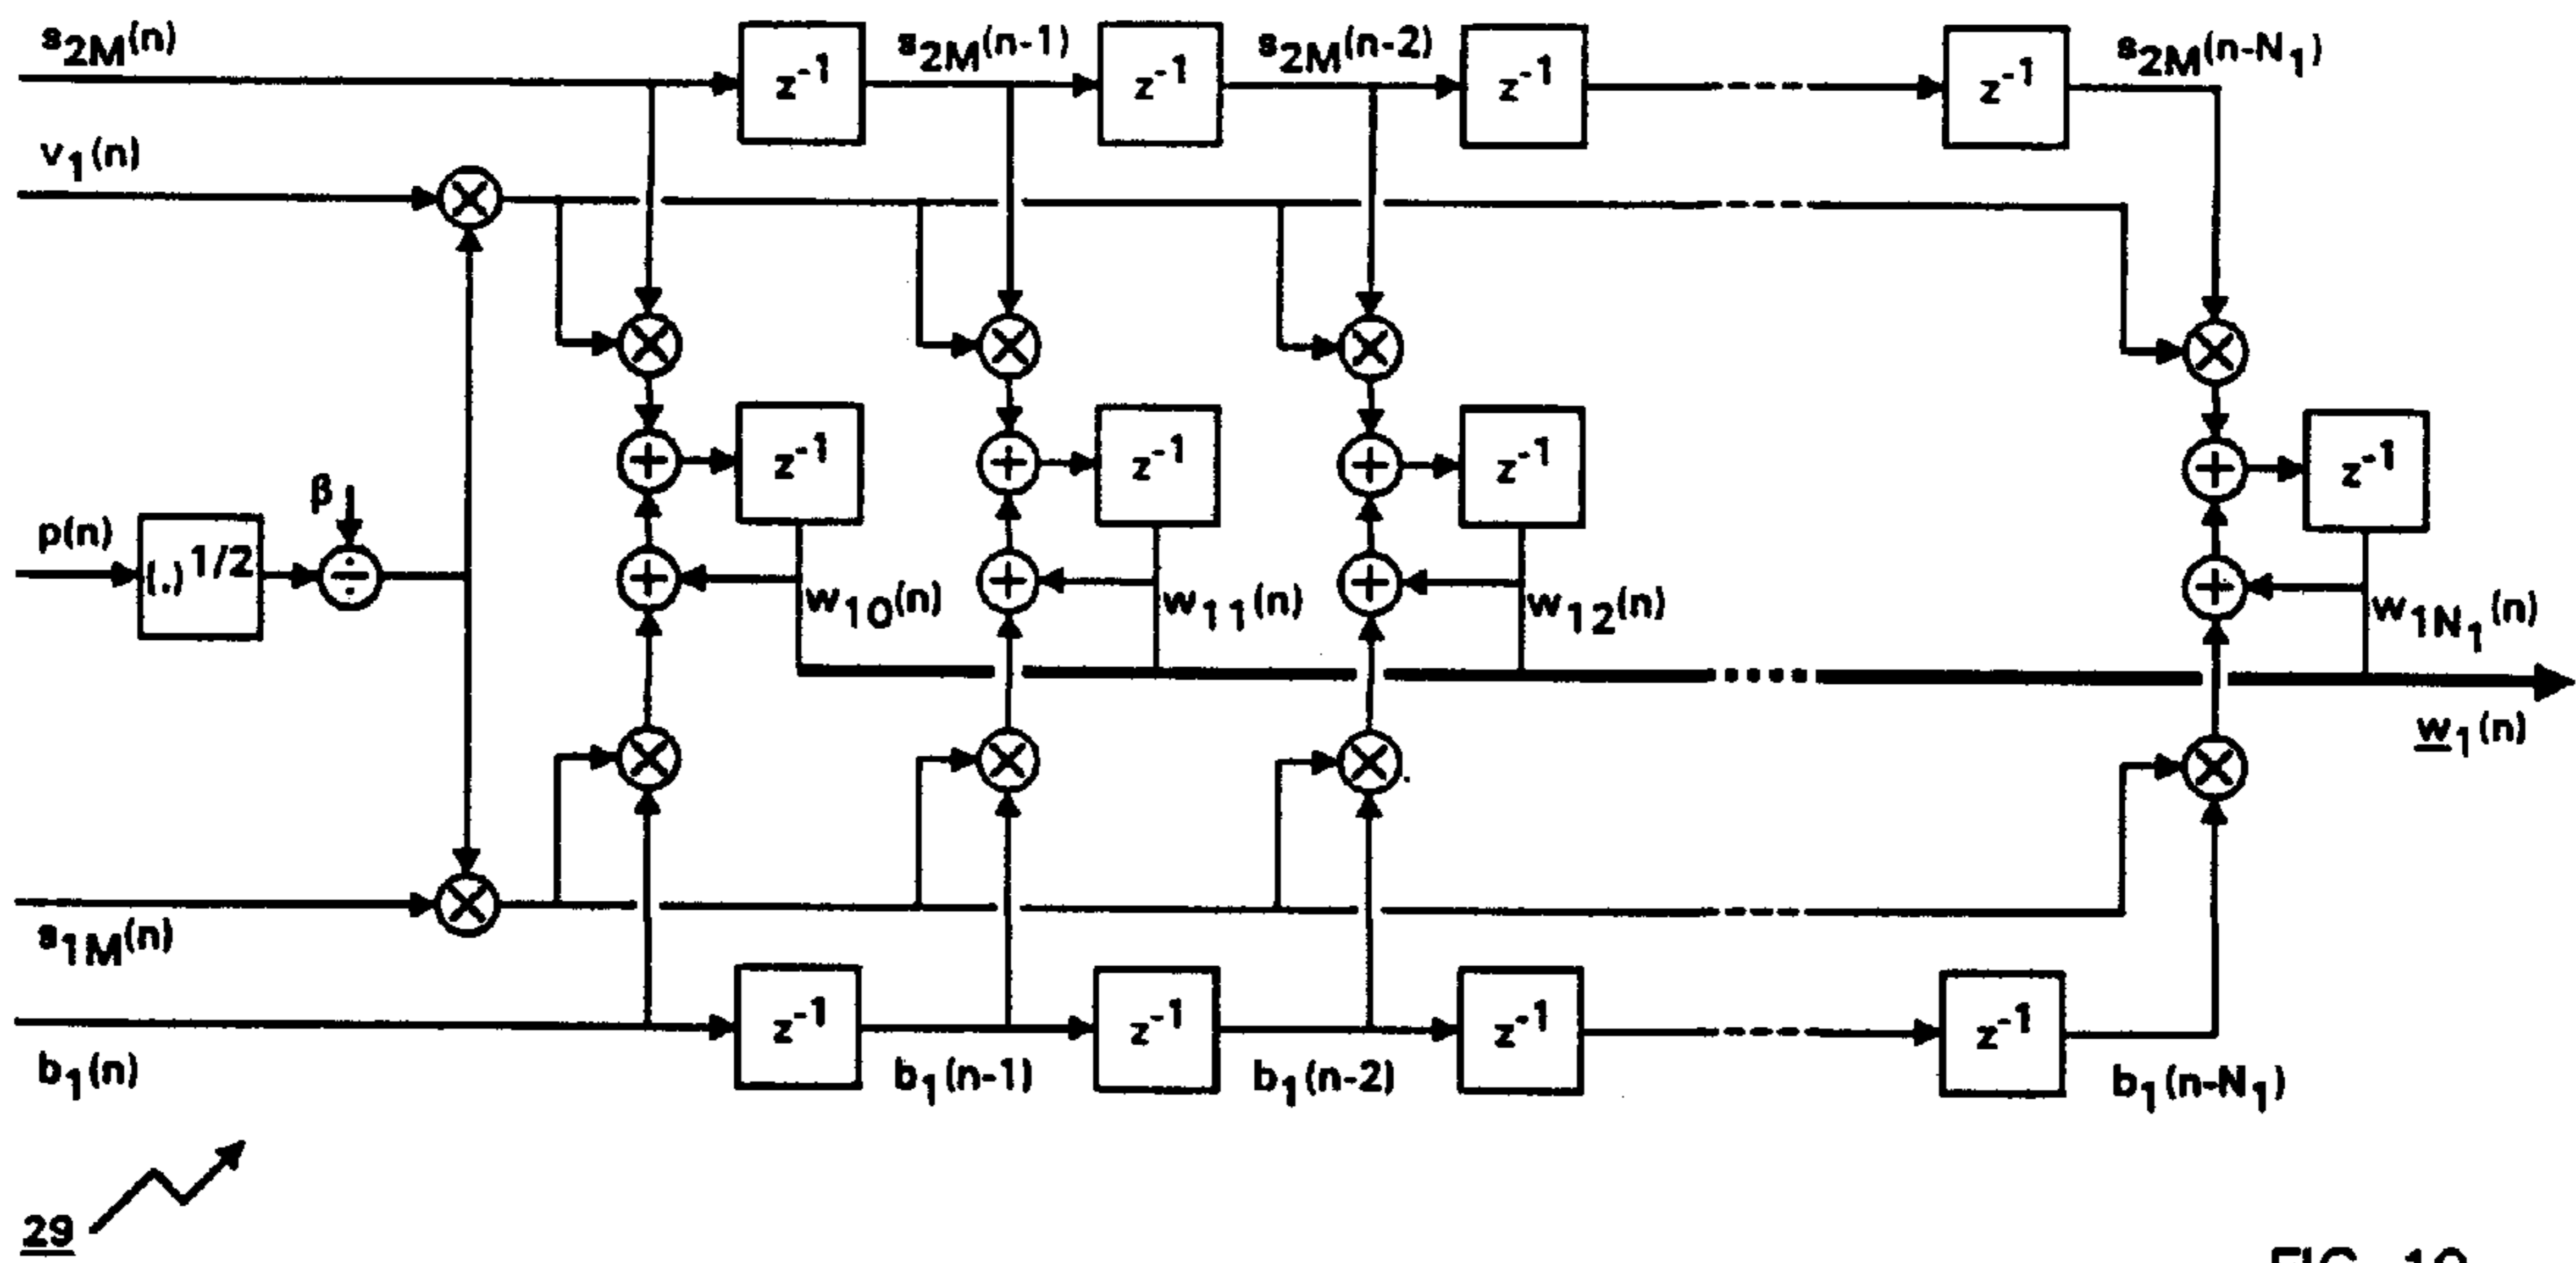 s2M(n) z-1 s2M(n-1) z-1 s2M(n-2) z-1 z-1 s2M(n-N1)
v1(n)
z-1 z-1 z-1 z-1
β
p(n) (.)1/2 ÷
w10(n) w11(n) w12(n) w1N1(n)
w1(n)
s1M(n)
z-1 z-1 z-1 z-1
b1(n) b1(n-1) b1(n-2) b1(n-N1)
29